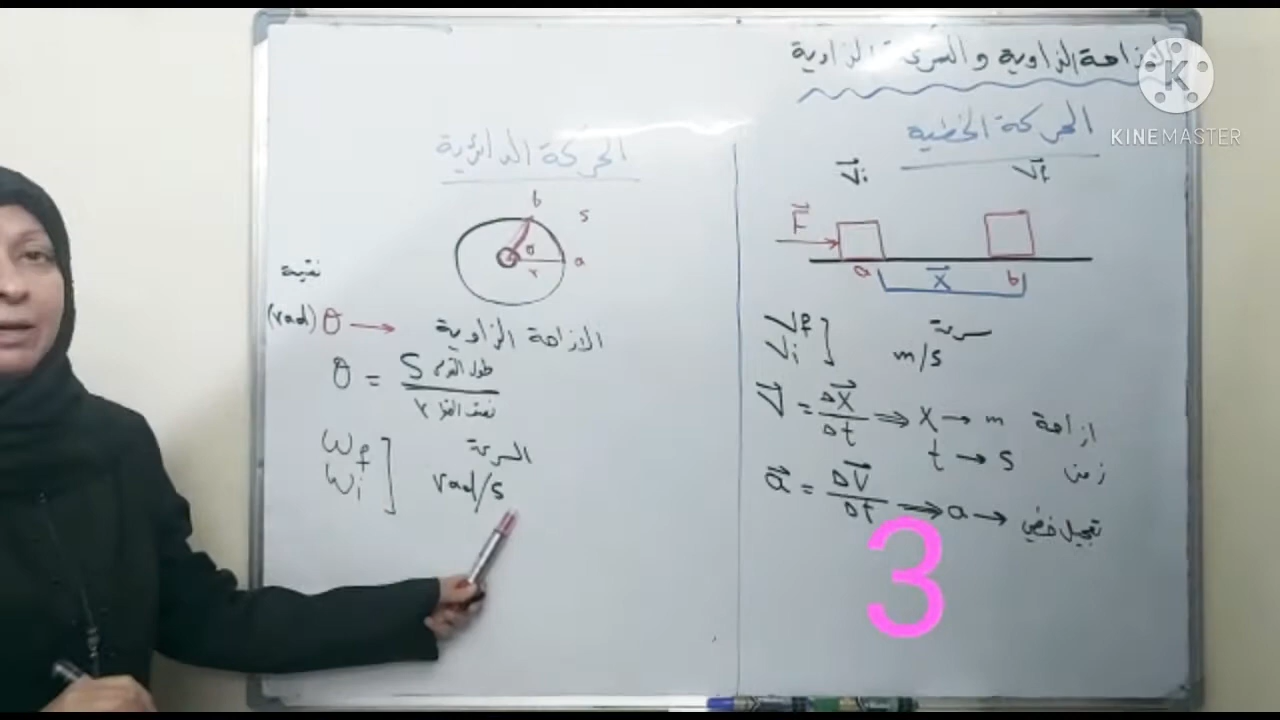 الازاحة الزاوية والسرعة الزاوية
KINEMASTER
الحركة الخطية
Vi Vf
F
a X b
Vf سرعة
Vi m/s
V = ΔX/Δt ⇒ X → m ازاحة
t → s زمن
a = ΔV/Δt ⇒ a → تعجيل خطي
3
الحركة الدائرية
b s
θ
r a
(rad) θ → الازاحة الزاوية
θ = S طول القوس / r نصف القطر
ωf السرعة
ωi rad/s